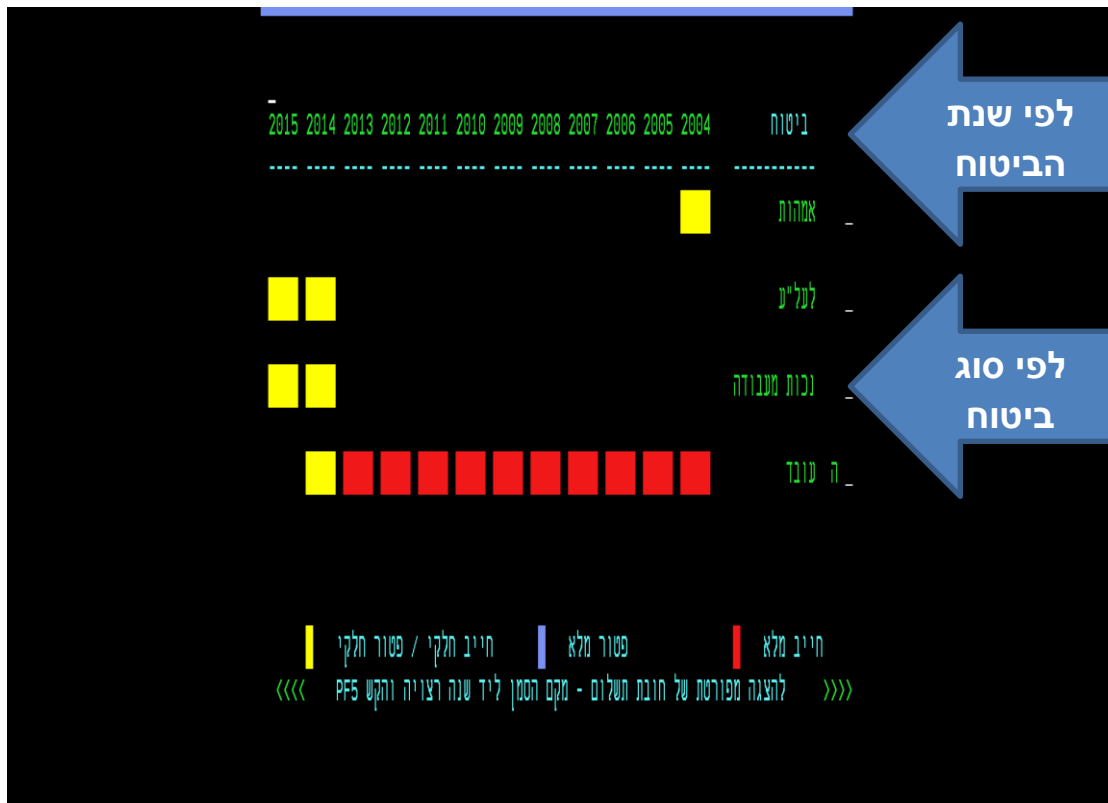 ביטוח 2004 2005 2006 2007 2008 2009 2010 2011 2012 2013 2014 2015
----------- ---- ---- ---- ---- ---- ---- ---- ---- ---- ---- ---- ----
_ אמהות
_ לעל"ע
_ נכות מעבודה
_ ה עובד
חייב מלא פטור מלא חייב חלקי / פטור חלקי
>>>> להצגה מפורטת של חובת תשלום - מקם הסמן ליד שנה רצויה והקש PF5 <<<<
לפי שנת
הביטוח
לפי סוג
ביטוח